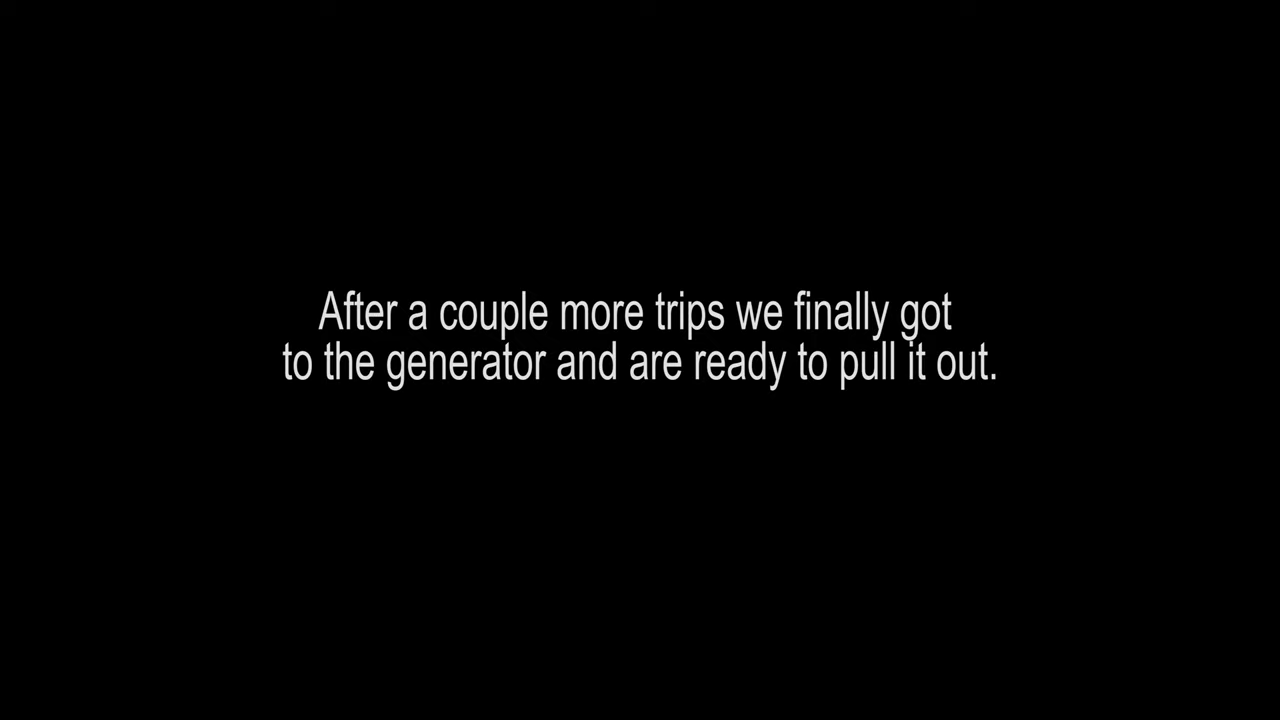 After a couple more trips we finally got
to the generator and are ready to pull it out.